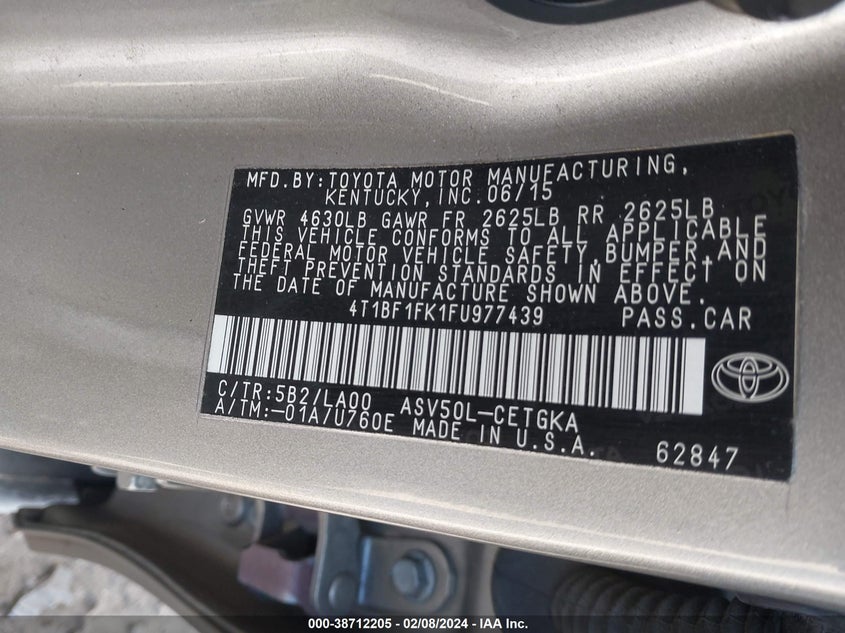 MFD.BY:TOYOTA MOTOR MANUFACTURING,
KENTUCKY, INC. 06/15
GVWR 4630LB GAWR FR 2625LB RR 2625LB
THIS VEHICLE CONFORMS TO ALL APPLICABLE
FEDERAL MOTOR VEHICLE SAFETY, BUMPER, AND
THEFT PREVENTION STANDARDS IN EFFECT ON
THE DATE OF MANUFACTURE SHOWN ABOVE.
4T1BF1FK1FU977439 PASS.CAR
C/TR:5B2/LA00 ASV50L-CETGKA
A/TM:-01A/U760E MADE IN U.S.A. 62847
000-38712205 - 02/08/2024 - IAA Inc.